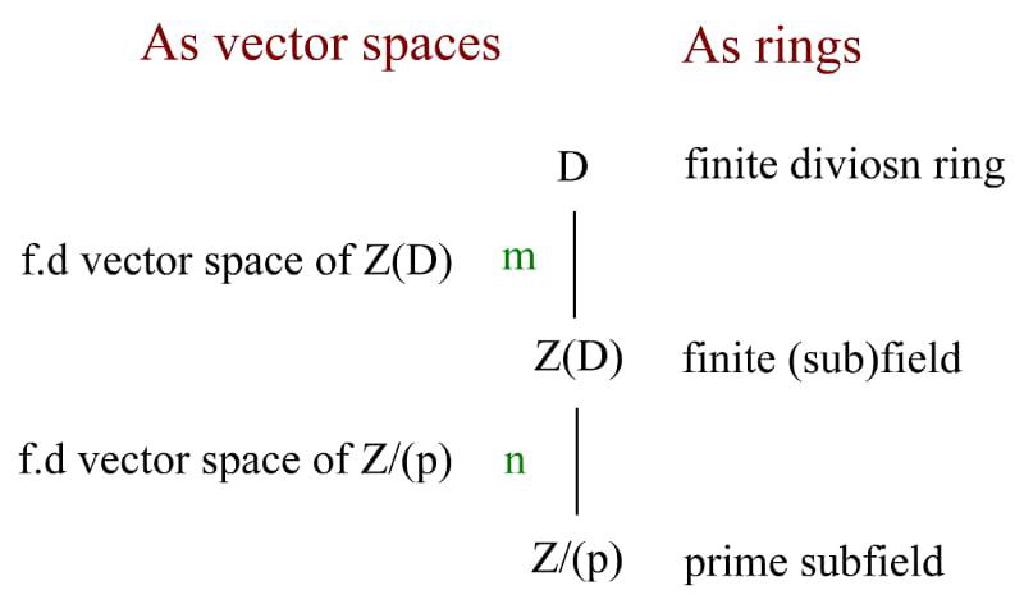 As vector spaces As rings
D finite diviosn ring
f.d vector space of Z(D) m
Z(D) finite (sub)field
f.d vector space of Z/(p) n
Z/(p) prime subfield